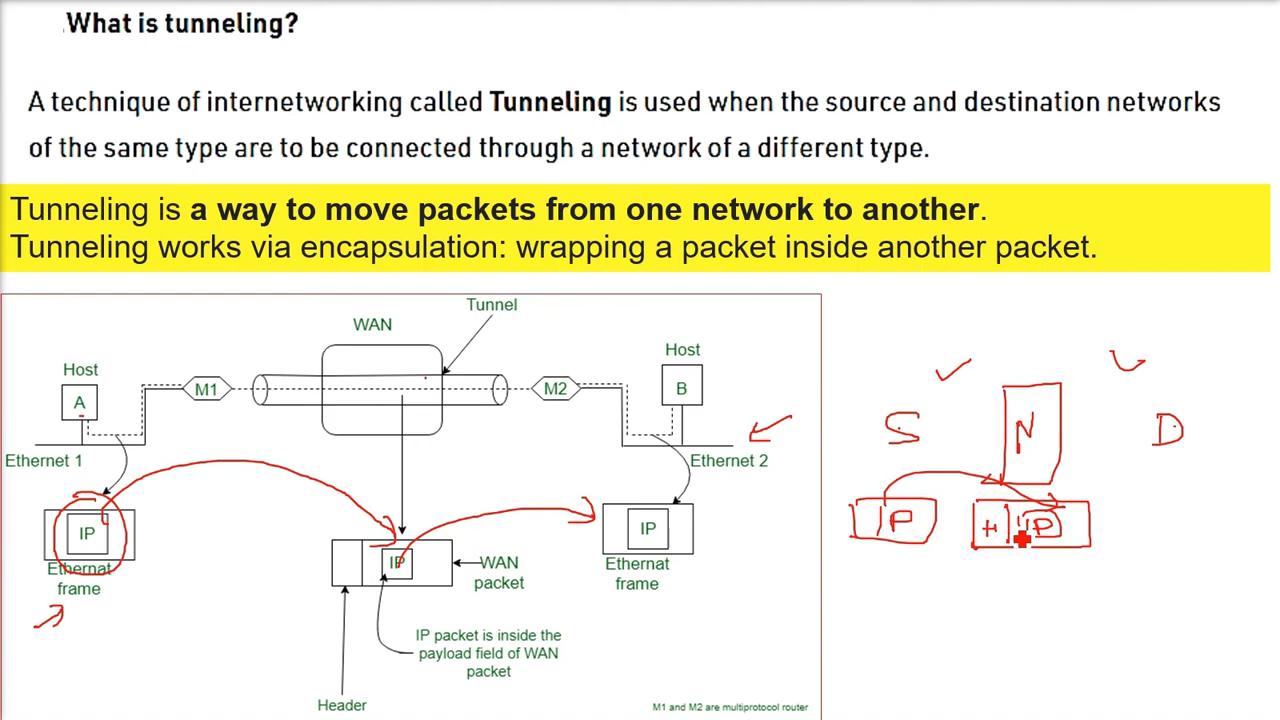 What is tunneling?
A technique of internetworking called Tunneling is used when the source and destination networks
of the same type are to be connected through a network of a different type.
Tunneling is a way to move packets from one network to another.
Tunneling works via encapsulation: wrapping a packet inside another packet.
Tunnel
WAN
Host
Host
A
M1
M2
B
Ethernet 1
Ethernet 2
S
N
D
IP
IP
WAN
packet
IP
IP
H
IP
Ethernat
frame
Ethernat
frame
IP packet is inside the
payload field of WAN
packet
Header
M1 and M2 are multiprotocol router